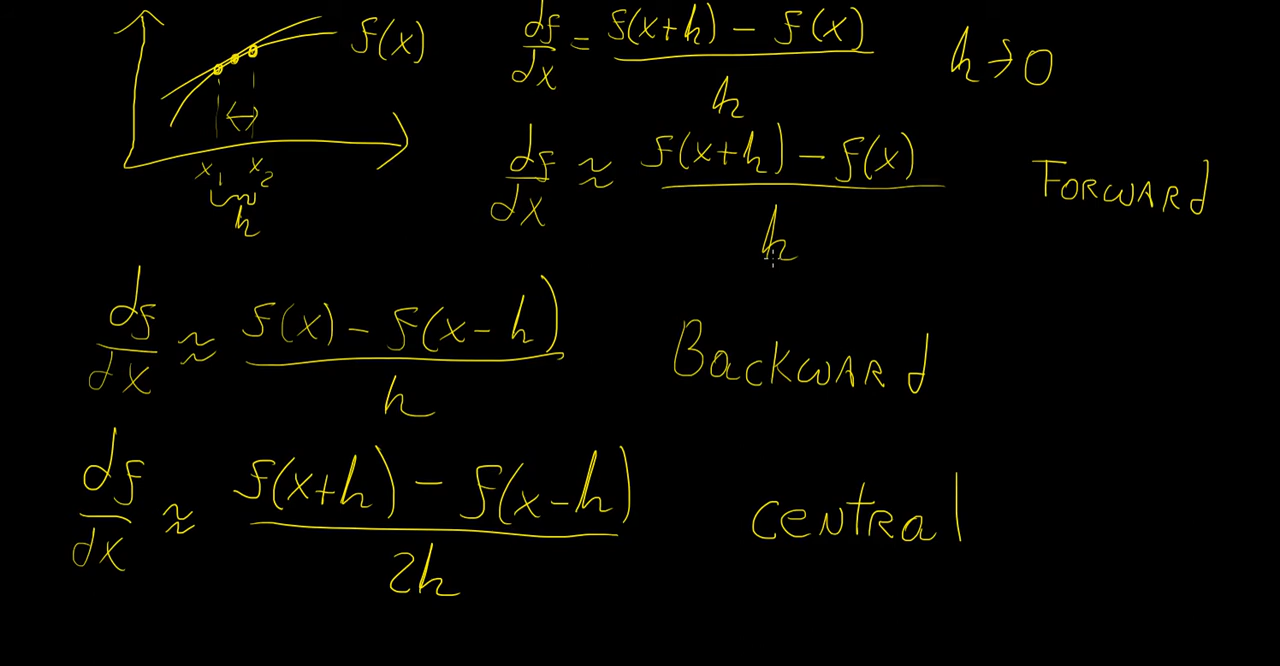 f(x)
x₁ x₂
h
df/dx = (f(x+h) - f(x))/h h→0
df/dx ≈ (f(x+h) - f(x))/h FORWARd
df/dx ≈ (f(x) - f(x-h))/h BacKWARd
df/dx ≈ (f(x+h) - f(x-h))/2h CENTRal